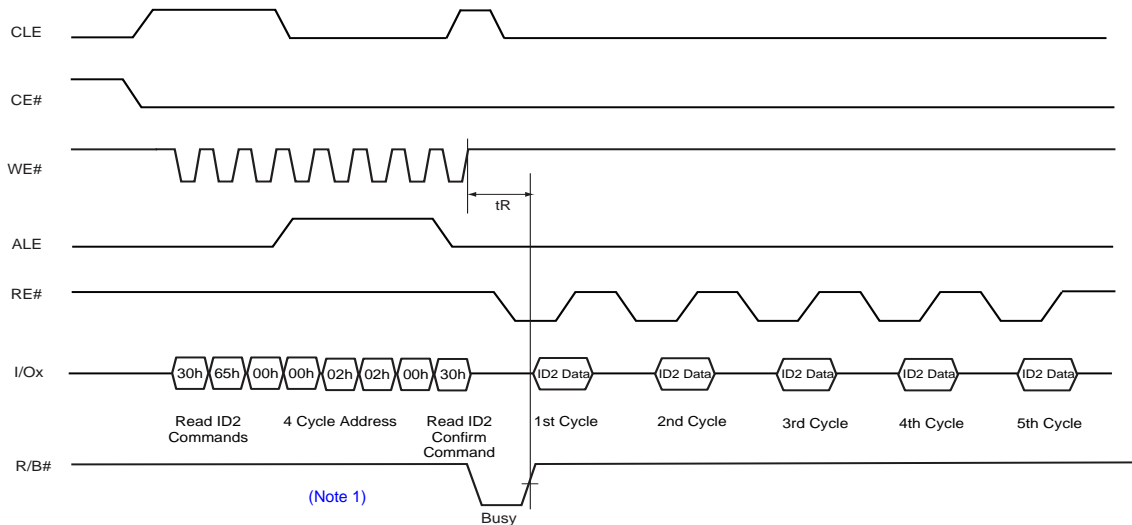 CLE
CE#
WE#
tR
ALE
RE#
I/Ox
30h 65h 00h 00h 02h 02h 00h 30h ID2 Data ID2 Data ID2 Data ID2 Data ID2 Data
Read ID2
Commands
4 Cycle Address
Read ID2
Confirm
Command
1st Cycle
2nd Cycle
3rd Cycle
4th Cycle
5th Cycle
R/B#
(Note 1)
Busy